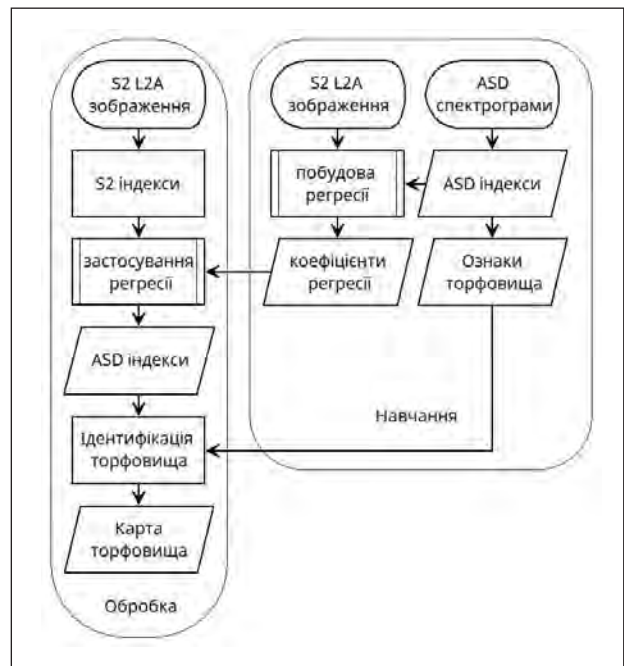 S2 L2A
зображення
S2 індекси
застосування
регресії
ASD індекси
Ідентифікація
торфовища
Карта
торфовища
Обробка
S2 L2A
зображення
побудова
регресії
коефіцієнти
регресії
ASD
спектрограми
ASD індекси
Ознаки
торфовища
Навчання